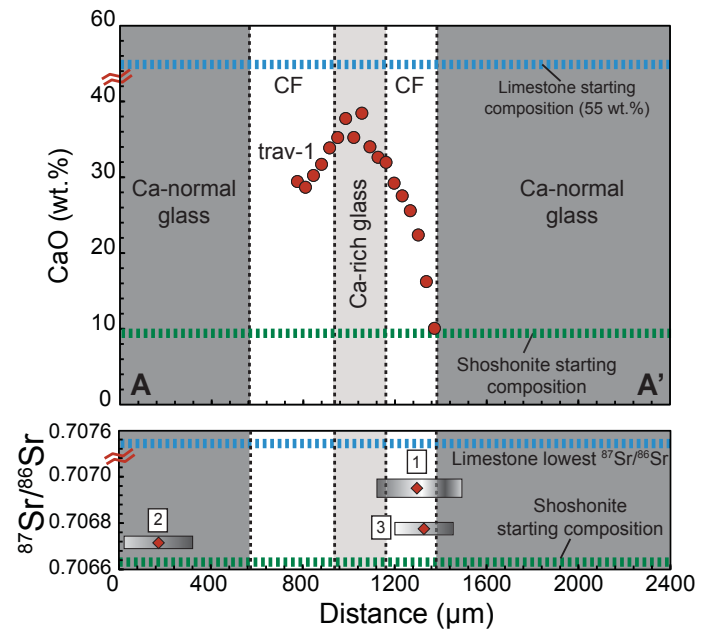 60
50
40
30
20
10
0
CaO (wt.%)
CF
CF
Limestone starting
composition (55 wt.%)
trav-1
Ca-normal
glass
Ca-rich glass
Ca-normal
glass
Shoshonite starting
composition
A
A’
0.7076
0.7070
0.7068
0.7066
⁸⁷Sr/⁸⁶Sr
Limestone lowest ⁸⁷Sr/⁸⁶Sr
1
2
3
Shoshonite
starting composition
0
400
800
1200
1600
2000
2400
Distance (μm)